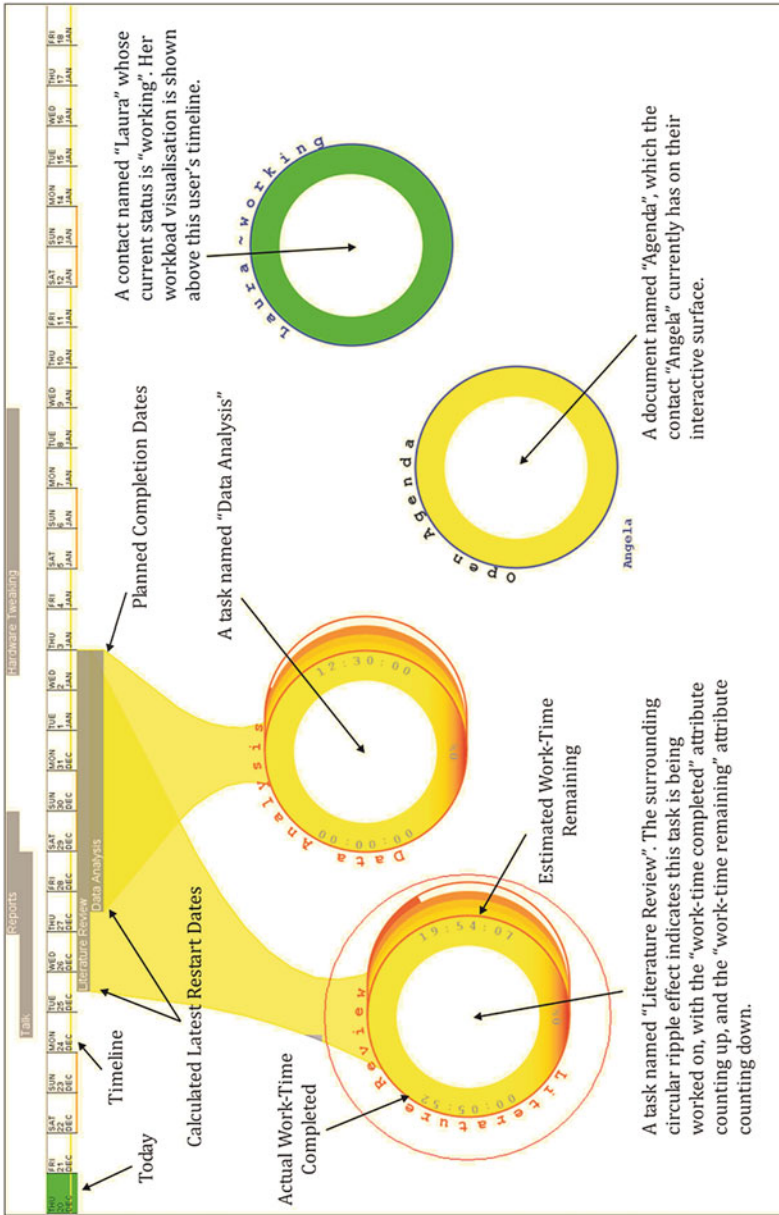 Talk
Reports
Hardware Tweaking
THU 20 DEC
FRI 21 DEC
SAT 22 DEC
SUN 23 DEC
MON 24 DEC
TUE 25 DEC
WED 26 DEC
THU 27 DEC
FRI 28 DEC
SAT 29 DEC
SUN 30 DEC
MON 31 DEC
TUE 1 JAN
WED 2 JAN
THU 3 JAN
FRI 4 JAN
SAT 5 JAN
SUN 6 JAN
MON 7 JAN
TUE 8 JAN
WED 9 JAN
THU 10 JAN
FRI 11 JAN
SAT 12 JAN
SUN 13 JAN
MON 14 JAN
TUE 15 JAN
WED 16 JAN
THU 17 JAN
FRI 18 JAN
Literature Review
Data Analysis
Today
Timeline
Calculated Latest Restart Dates
Planned Completion Dates
A contact named “Laura” whose
current status is “working”. Her
workload visualisation is shown
above this user’s timeline.
Laura~working
A task named “Data Analysis”
Data Analysis
00:00:00
12:30:00
0%
Actual Work-Time
Completed
Literature Review
00:05:52
19:54:07
0%
Estimated Work-Time
Remaining
open Agenda
Angela
A document named “Agenda”, which the
contact “Angela” currently has on their
interactive surface.
A task named “Literature Review”. The surrounding
circular ripple effect indicates this task is being
worked on, with the “work-time completed” attribute
counting up, and the “work-time remaining” attribute
counting down.